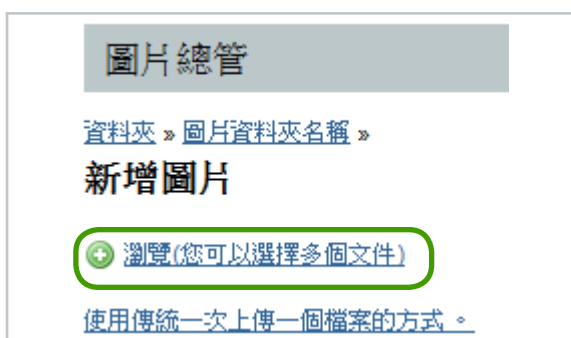 圖片總管
資料夾 » 圖片資料夾名稱 »
新增圖片
瀏覽(您可以選擇多個文件)
使用傳統一次上傳一個檔案的方式。